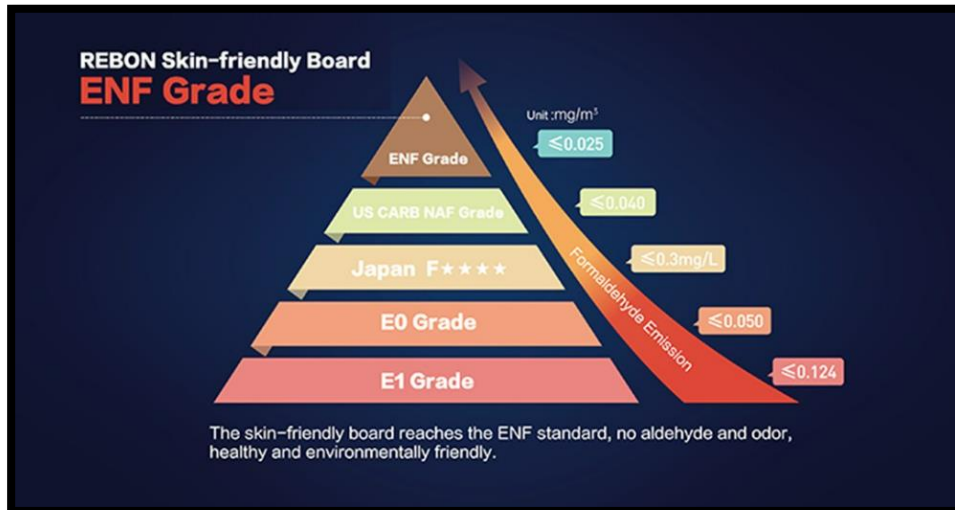 REBON Skin-friendly Board
ENF Grade
Unit :mg/m³
ENF Grade
≤0.025
US CARB NAF Grade
≤0.040
Japan F★★★★
≤0.3mg/L
E0 Grade
≤0.050
E1 Grade
≤0.124
Formaldehyde Emission
The skin-friendly board reaches the ENF standard, no aldehyde and odor,
healthy and environmentally friendly.